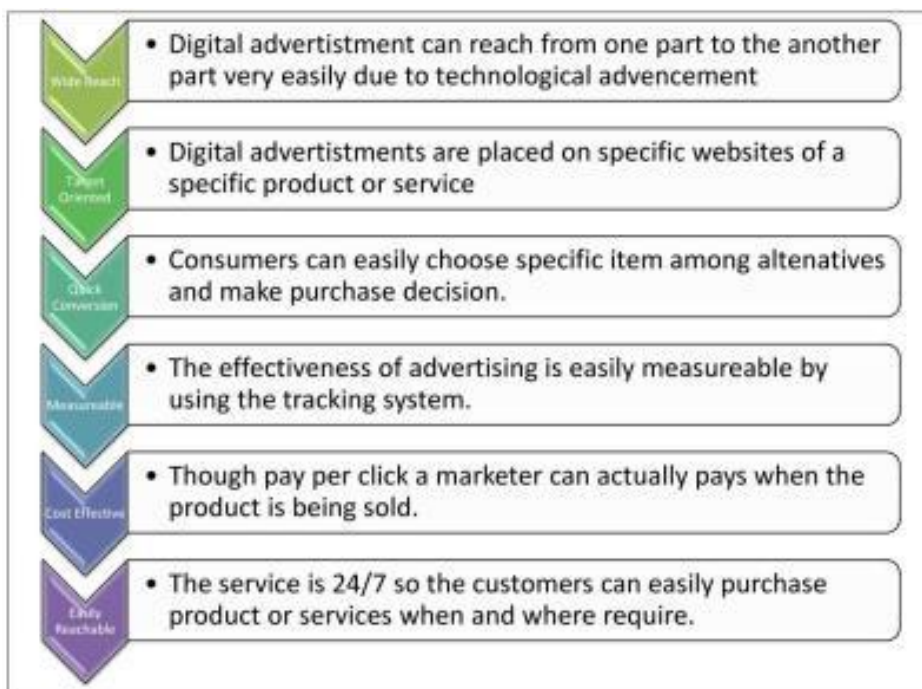 Wide Reach
• Digital advertistment can reach from one part to the another
part very easily due to technological advencement
Target
Oriented
• Digital advertistments are placed on specific websites of a
specific product or service
Quick
Conversion
• Consumers can easily choose specific item among altenatives
and make purchase decision.
Measureable
• The effectiveness of advertising is easily measureable by
using the tracking system.
Cost Effective
• Though pay per click a marketer can actually pays when the
product is being sold.
Easily
Reachable
• The service is 24/7 so the customers can easily purchase
product or services when and where require.